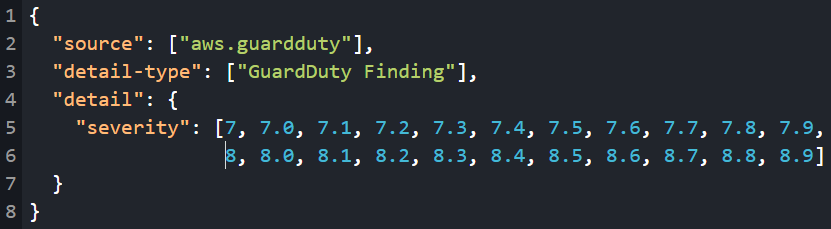 1 {
2   "source": ["aws.guardduty"],
3   "detail-type": ["GuardDuty Finding"],
4   "detail": {
5     "severity": [7, 7.0, 7.1, 7.2, 7.3, 7.4, 7.5, 7.6, 7.7, 7.8, 7.9,
6                  8, 8.0, 8.1, 8.2, 8.3, 8.4, 8.5, 8.6, 8.7, 8.8, 8.9]
7   }
8 }